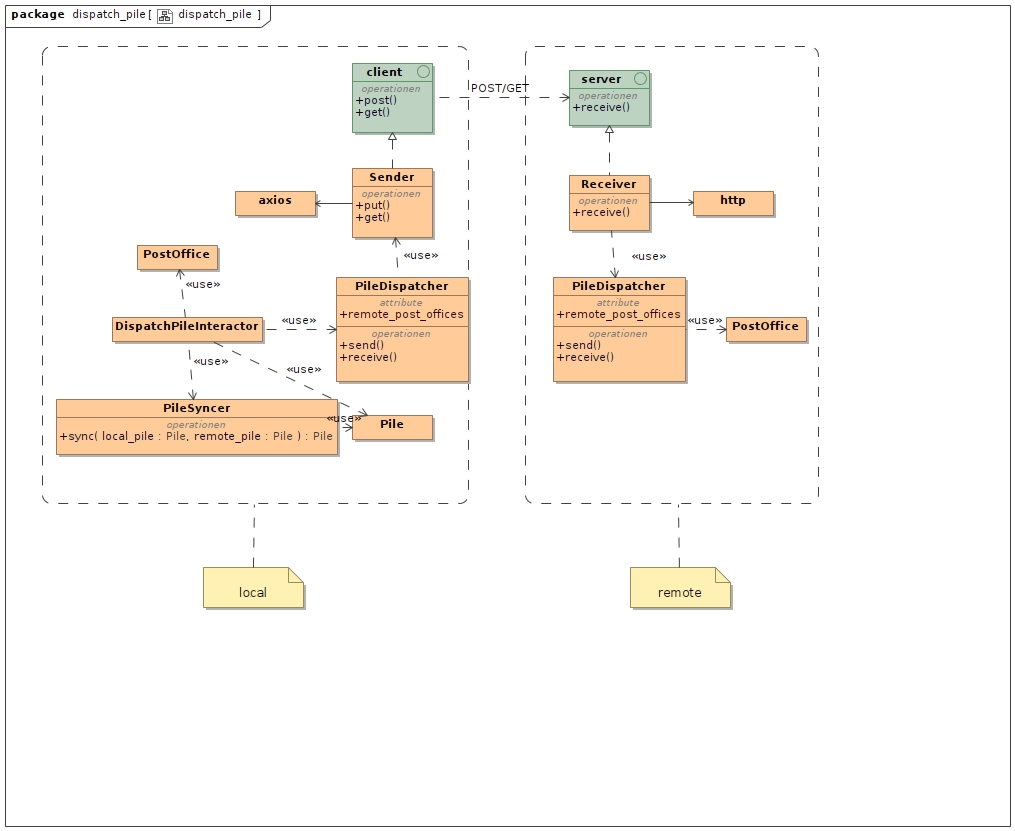 package dispatch_pile [ dispatch_pile ]
client
operationen
+post()
+get()
POST/GET
server
operationen
+receive()
Sender
operationen
+put()
+get()
axios
Receiver
operationen
+receive()
http
PostOffice
«use»
«use»
«use»
PileDispatcher
attribute
+remote_post_offices
operationen
+send()
+receive()
DispatchPileInteractor
«use»
«use»
«use»
PileDispatcher
attribute
+remote_post_offices
operationen
+send()
+receive()
«use»
PostOffice
PileSyncer
operationen
+sync( local_pile : Pile, remote_pile : Pile ) : Pile
«use»
Pile
local
remote